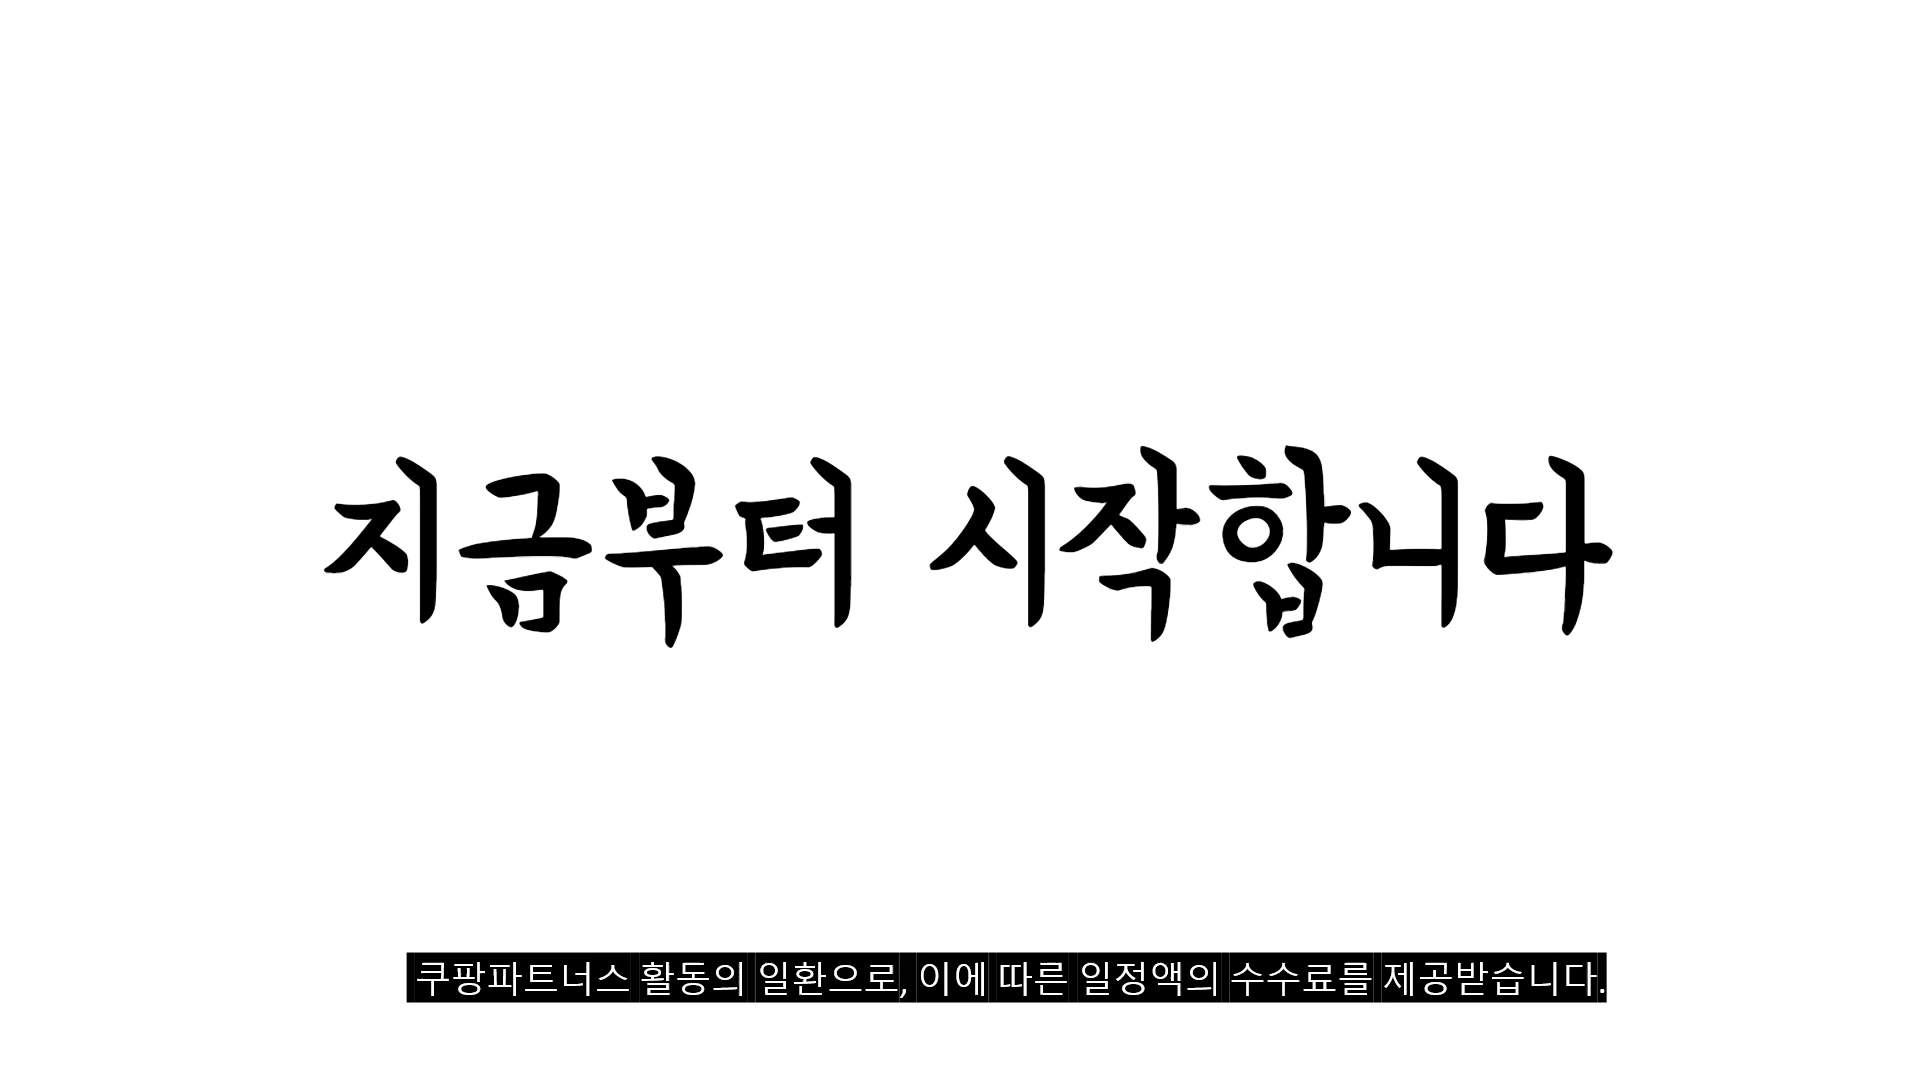 지금부터 시작합니다
쿠팡파트너스 활동의 일환으로, 이에 따른 일정액의 수수료를 제공받습니다.